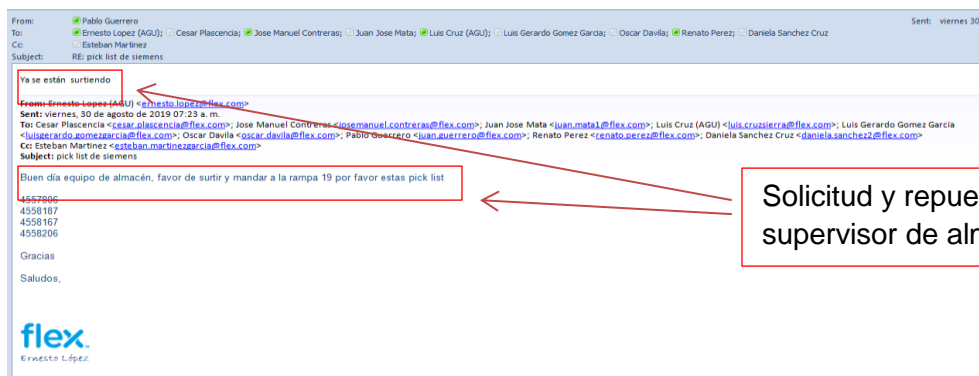 From: Pablo Guerrero Sent: viernes 30
To: Ernesto Lopez (AGU); Cesar Plascencia; Jose Manuel Contreras; Juan Jose Mata; Luis Cruz (AGU); Luis Gerardo Gomez Garcia; Oscar Davila; Renato Perez; Daniela Sanchez Cruz
Cc: Esteban Martinez
Subject: RE: pick list de siemens
Ya se están surtiendo
From: Ernesto Lopez (AGU) <ernesto.lopez@flex.com>
Sent: viernes, 30 de agosto de 2019 07:23 a. m.
To: Cesar Plascencia <cesar.plascencia@flex.com>; Jose Manuel Contreras <josemanuel.contreras@flex.com>; Juan Jose Mata <juan.mata1@flex.com>; Luis Cruz (AGU) <luis.cruzsierra@flex.com>; Luis Gerardo Gomez Garcia
<luisgerardo.gomezgarcia@flex.com>; Oscar Davila <oscar.davila@flex.com>; Pablo Guerrero <juan.guerrero@flex.com>; Renato Perez <renato.perez@flex.com>; Daniela Sanchez Cruz <daniela.sanchez2@flex.com>
Cc: Esteban Martinez <esteban.martinezgarcia@flex.com>
Subject: pick list de siemens
Buen día equipo de almacén, favor de surtir y mandar a la rampa 19 por favor estas pick list
4557806
4558187
4558167
4558206
Solicitud y repue
supervisor de alm
Gracias
Saludos,
flex.
Ernesto López